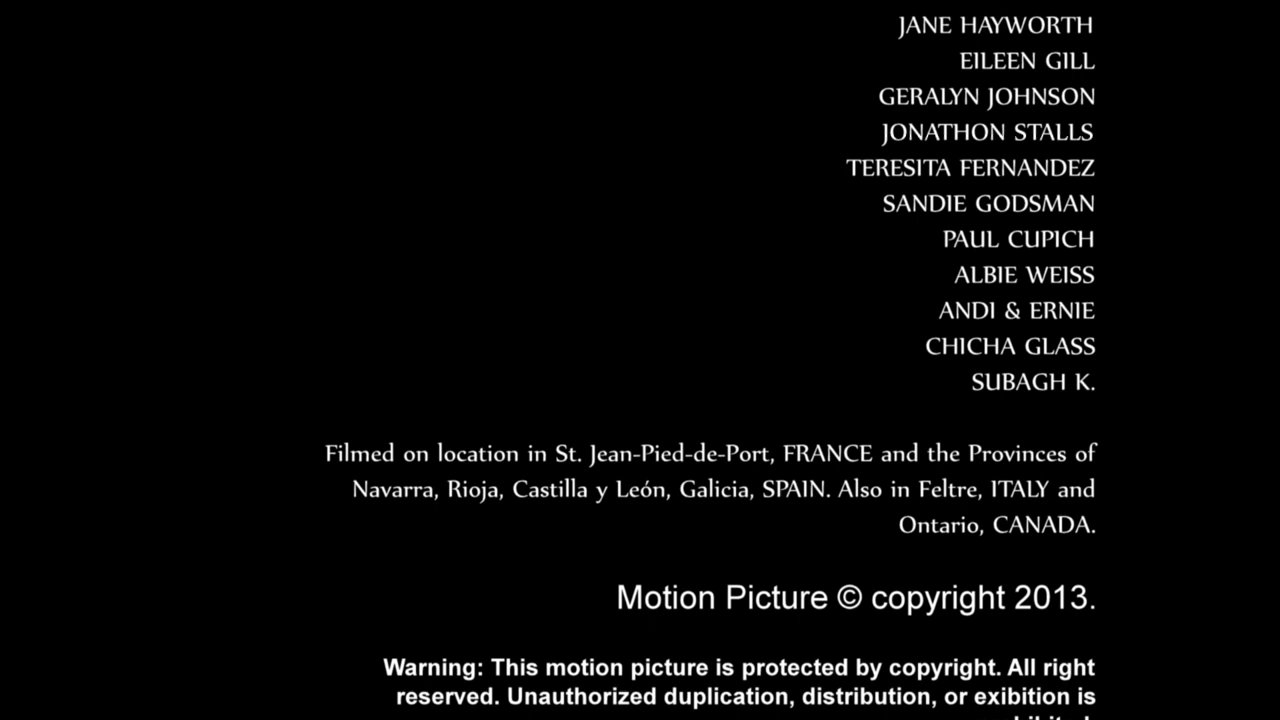 JANE HAYWORTH
EILEEN GILL
GERALYN JOHNSON
JONATHON STALLS
TERESITA FERNANDEZ
SANDIE GODSMAN
PAUL CUPICH
ALBIE WEISS
ANDI & ERNIE
CHICHA GLASS
SUBAGH K.
Filmed on location in St. Jean-Pied-de-Port, FRANCE and the Provinces of
Navarra, Rioja, Castilla y León, Galicia, SPAIN. Also in Feltre, ITALY and
Ontario, CANADA.
Motion Picture © copyright 2013.
Warning: This motion picture is protected by copyright. All right
reserved. Unauthorized duplication, distribution, or exibition is